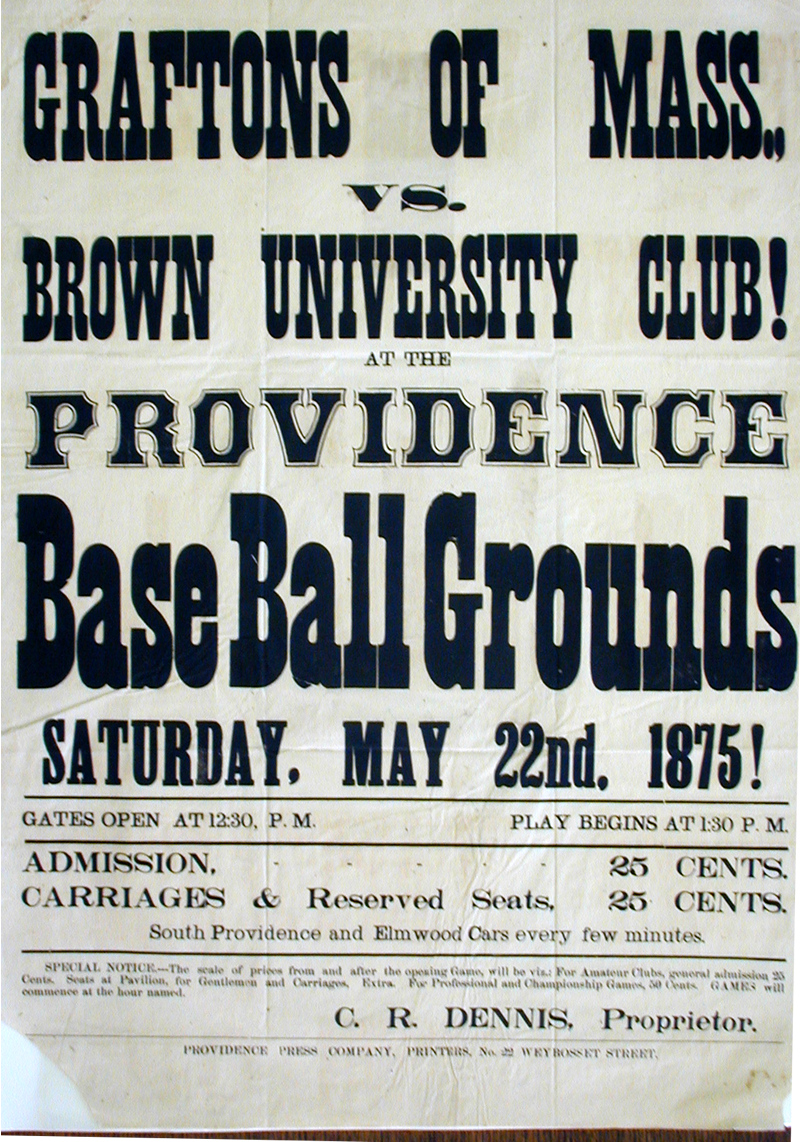 GRAFTONS OF MASS.,
VS.
BROWN UNIVERSITY CLUB!
AT THE
PROVIDENCE
Base Ball Grounds
SATURDAY, MAY 22nd, 1875!
GATES OPEN AT 12:30, P. M. PLAY BEGINS AT 1:30 P. M.
ADMISSION, - - - - - 25 CENTS.
CARRIAGES & Reserved Seats, 25 CENTS.
South Providence and Elmwood Cars every few minutes.
SPECIAL NOTICE.—The scale of prices from and after the opening Game, will be viz.: For Amateur Clubs, general admission 25
Cents. Seats at Pavilion, for Gentlemen and Carriages, Extra. For Professional and Championship Games, 50 Cents. GAMES will
commence at the hour named.
C. R. DENNIS, Proprietor.
PROVIDENCE PRESS COMPANY, PRINTERS, No. 22 WEYBOSSET STREET.